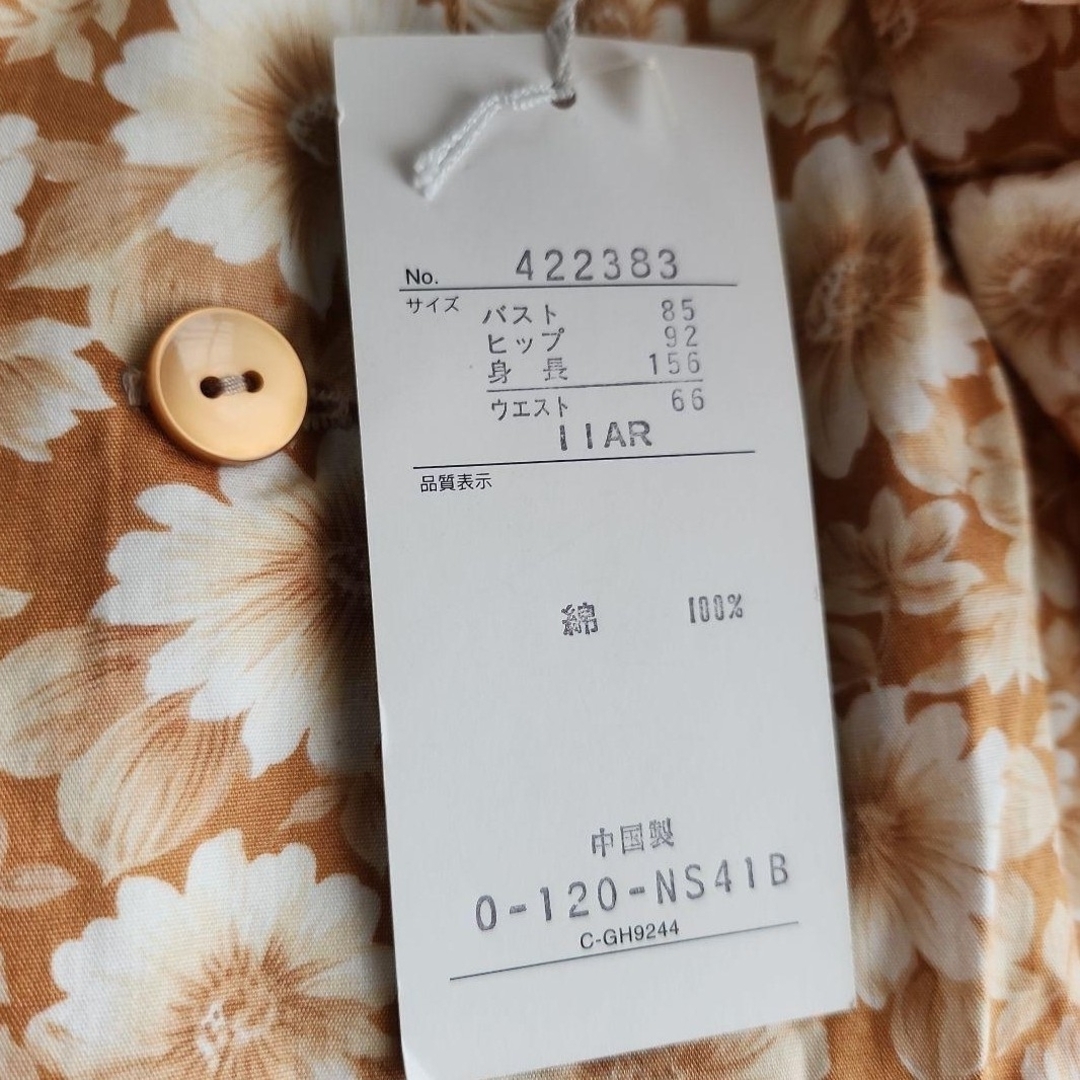 No. 422383
サイズ バスト 85
ヒップ 92
身長 156
ウエスト 66
11AR
品質表示
綿 100%
中国製
0-120-NS41B
C-GH9244